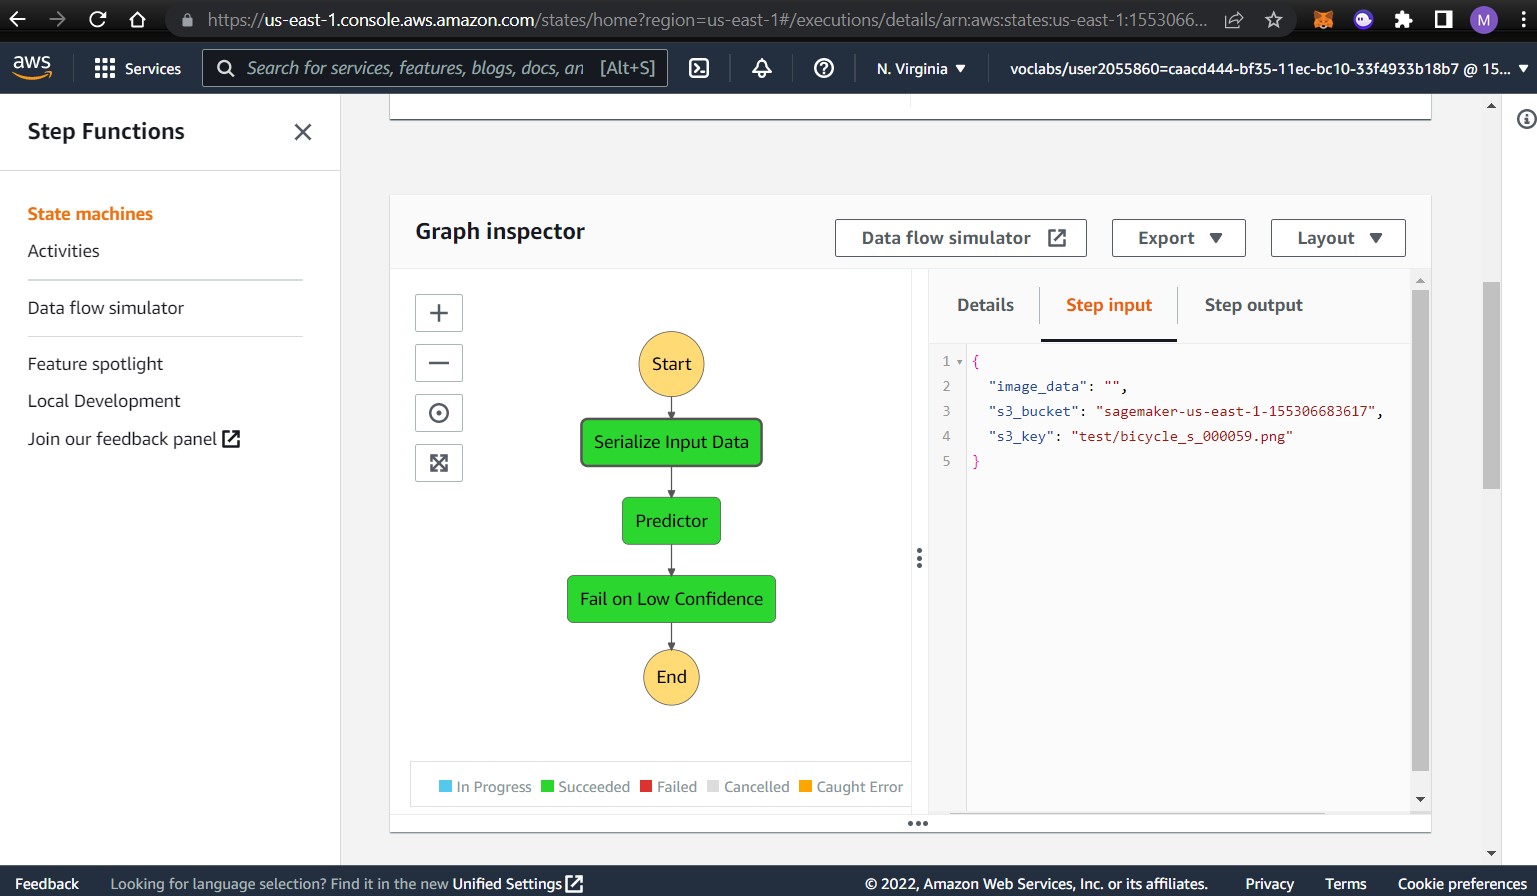 https://us-east-1.console.aws.amazon.com/states/home?region=us-east-1#/executions/details/arn:aws:states:us-east-1:1553066... M
aws Services Search for services, features, blogs, docs, an [Alt+S] N. Virginia ▼ voclabs/user2055860=caacd444-bf35-11ec-bc10-33f4933b18b7 @ 15... ▼
Step Functions
State machines
Activities
Data flow simulator
Feature spotlight
Local Development
Join our feedback panel
Graph inspector
Data flow simulator Export ▼ Layout ▼
Start
Serialize Input Data
Predictor
Fail on Low Confidence
End
In Progress Succeeded Failed Cancelled Caught Error
Details Step input Step output
1 {
2 "image_data": "",
3 "s3_bucket": "sagemaker-us-east-1-155306683617",
4 "s3_key": "test/bicycle_s_000059.png"
5 }
Feedback Looking for language selection? Find it in the new Unified Settings © 2022, Amazon Web Services, Inc. or its affiliates. Privacy Terms Cookie preferences